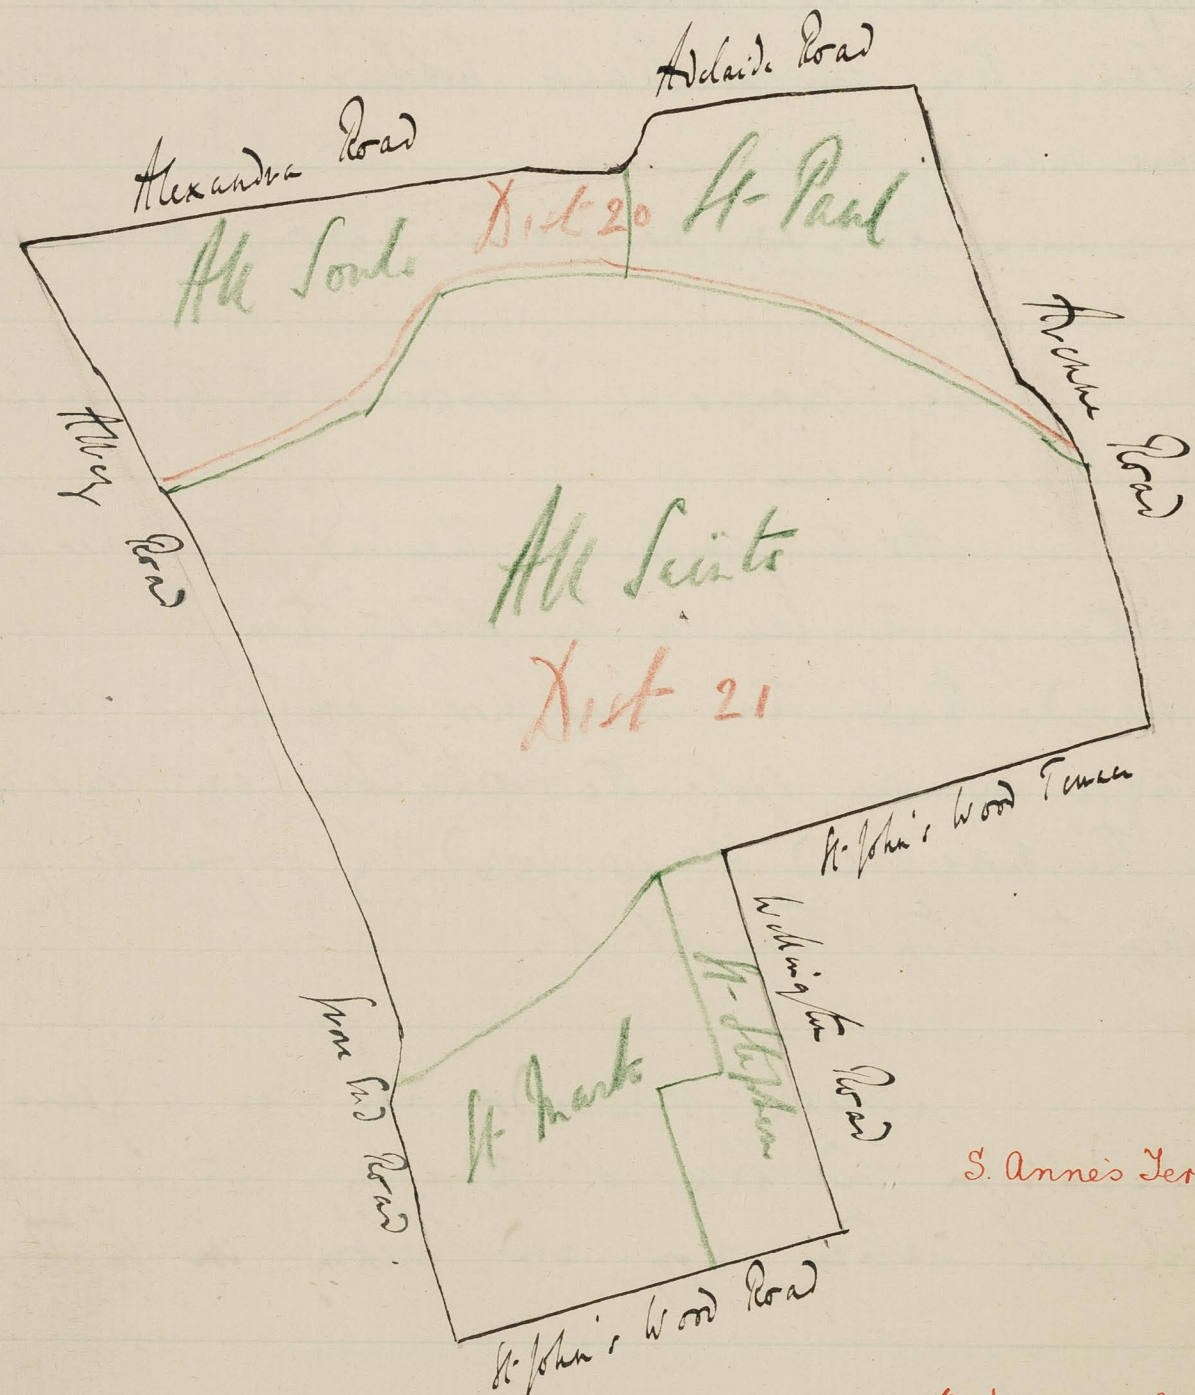 Adelaide Road
Alexandra Road
Dist 20
St Paul
All Souls
Avenue Road
Abbey Road
All Saints
Dist 21
St John's Wood Terrace
Wellington Road
St Stephen
Grove End Road.
St Marks
S. Anne's Ter
St John's Wood Road